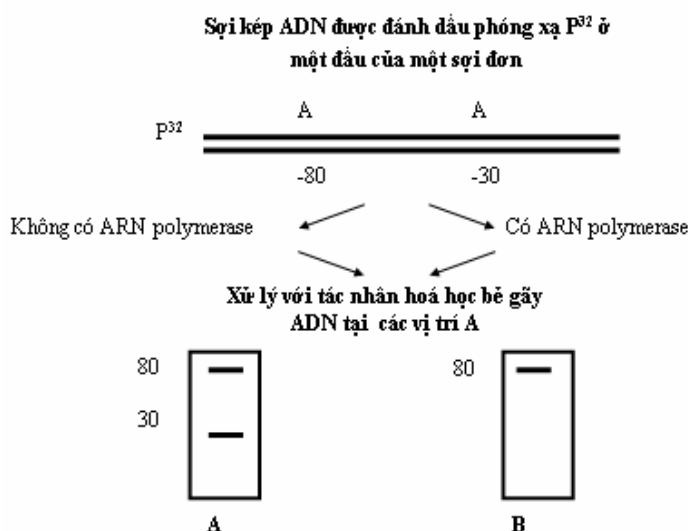 Sợi kép ADN được đánh dấu phóng xạ P³² ở
một đầu của một sợi đơn
A A
P³²
-80 -30
Không có ARN polymerase Có ARN polymerase
Xử lý với tác nhân hoá học bẻ gãy
ADN tại các vị trí A
80 80
30
A B